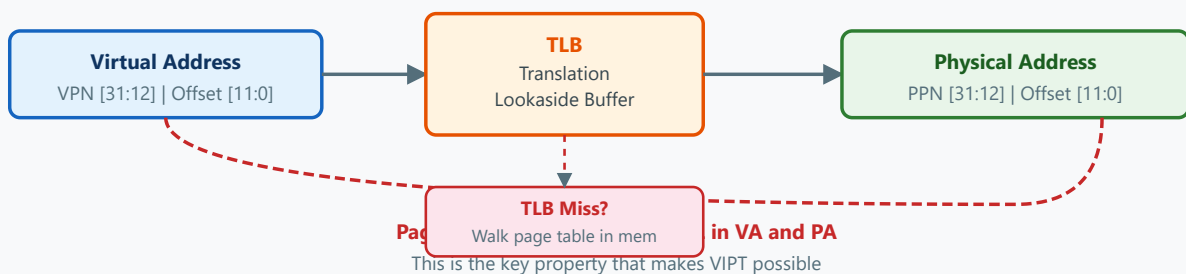 Virtual Address
VPN [31:12] | Offset [11:0]
TLB
Translation
Lookaside Buffer
Physical Address
PPN [31:12] | Offset [11:0]
TLB Miss?
Walk page table in mem
in VA and PA
This is the key property that makes VIPT possible